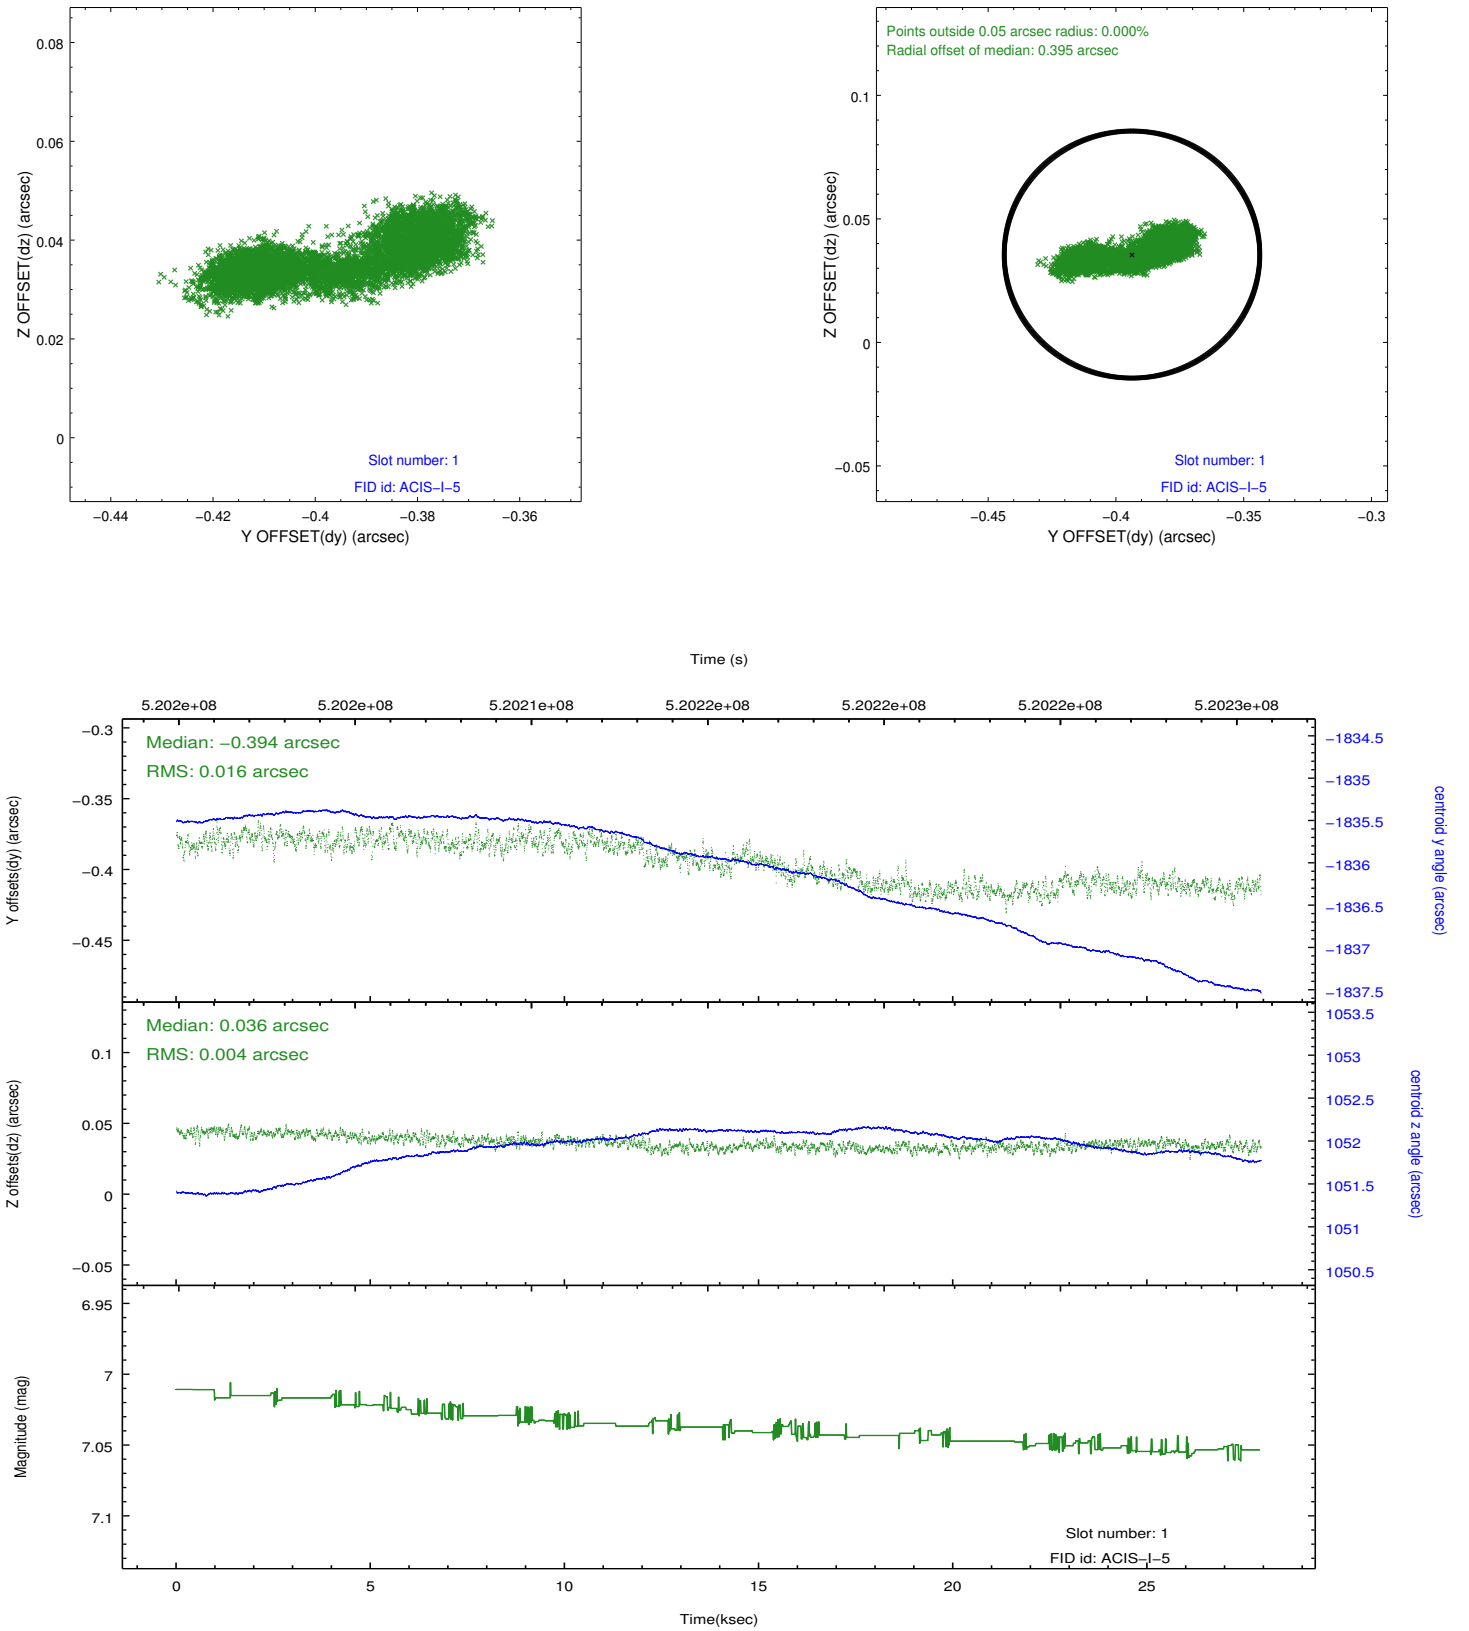 0.08
0.06
0.04
0.02
0
Z OFFSET(dz) (arcsec)
Slot number: 1
FID id: ACIS−I−5
−0.44 −0.42 −0.4 −0.38 −0.36
Y OFFSET(dy) (arcsec)
Points outside 0.05 arcsec radius: 0.000%
Radial offset of median: 0.395 arcsec
0.1
0.05
0
−0.05
Z OFFSET(dz) (arcsec)
Slot number: 1
FID id: ACIS−I−5
−0.45 −0.4 −0.35 −0.3
Y OFFSET(dy) (arcsec)
Time (s)
5.202e+08 5.202e+08 5.2021e+08 5.2022e+08 5.2022e+08 5.2022e+08 5.2023e+08
Median: −0.394 arcsec
RMS: 0.016 arcsec
−0.3
−0.35
−0.4
−0.45
Y offsets(dy) (arcsec)
−1834.5
−1835
−1835.5
−1836
−1836.5
−1837
−1837.5
centroid y angle (arcsec)
Median: 0.036 arcsec
RMS: 0.004 arcsec
0.1
0.05
0
−0.05
Z offsets(dz) (arcsec)
1053.5
1053
1052.5
1052
1051.5
1051
1050.5
centroid z angle (arcsec)
6.95
7
7.05
7.1
Magnitude (mag)
Slot number: 1
FID id: ACIS−I−5
0 5 10 15 20 25
Time(ksec)